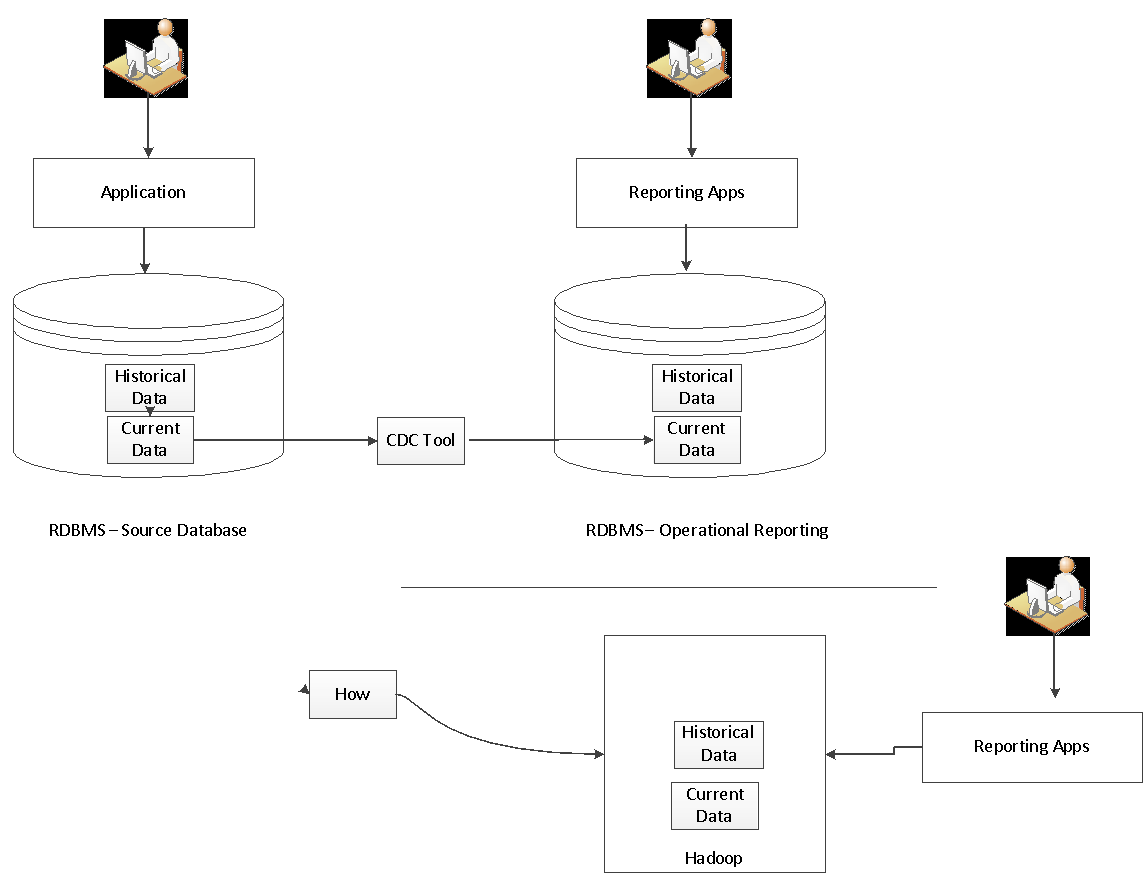 Application
Reporting Apps
Historical
Data
Current
Data
CDC Tool
Historical
Data
Current
Data
RDBMS – Source Database
RDBMS– Operational Reporting
How
Historical
Data
Current
Data
Hadoop
Reporting Apps